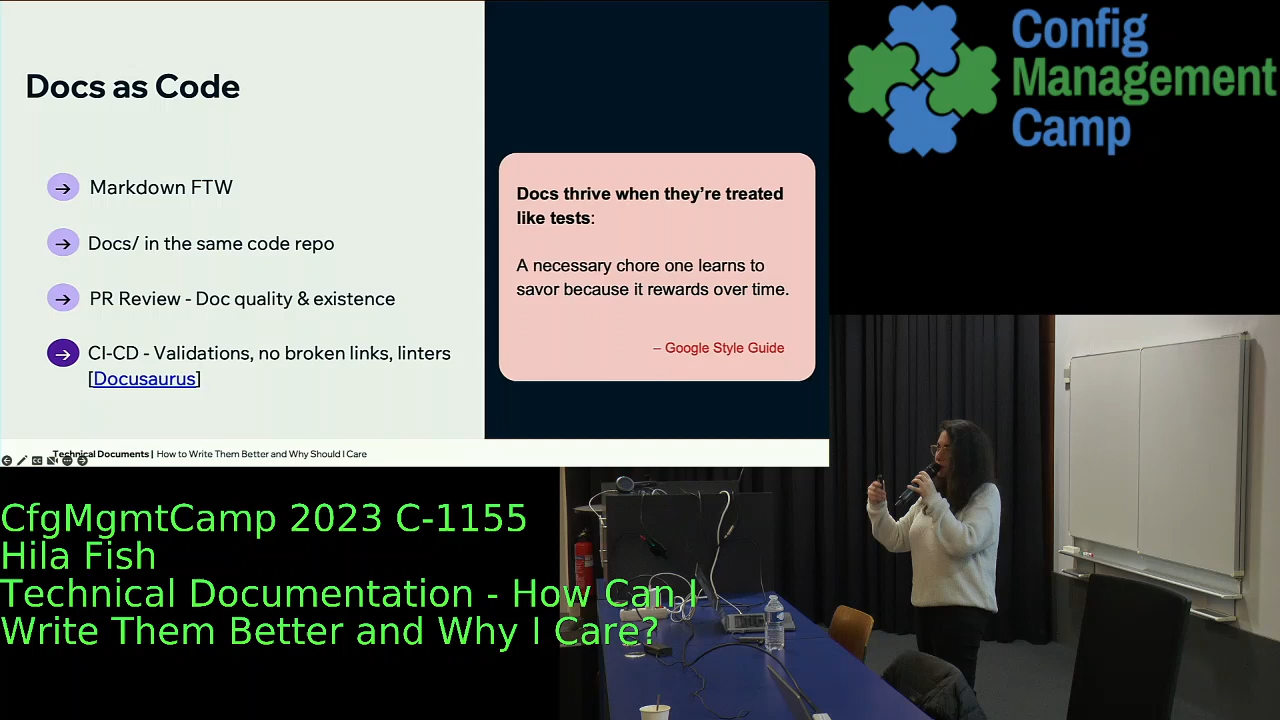 Docs as Code
→ Markdown FTW
→ Docs/ in the same code repo
→ PR Review - Doc quality & existence
→ CI-CD - Validations, no broken links, linters
[Docusaurus]
Docs thrive when they're treated
like tests:
A necessary chore one learns to
savor because it rewards over time.
– Google Style Guide
Technical Documents | How to Write Them Better and Why Should I Care
Config
Management
Camp
CfgMgmtCamp 2023 C-1155
Hila Fish
Technical Documentation - How Can I
Write Them Better and Why I Care?